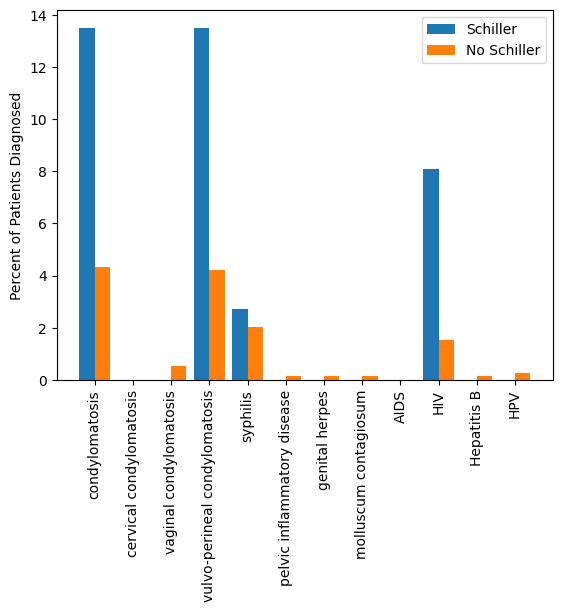 14
12
10
8
6
4
2
0
Percent of Patients Diagnosed
Schiller
No Schiller
condylomatosis
cervical condylomatosis
vaginal condylomatosis
vulvo-perineal condylomatosis
syphilis
pelvic inflammatory disease
genital herpes
molluscum contagiosum
AIDS
HIV
Hepatitis B
HPV